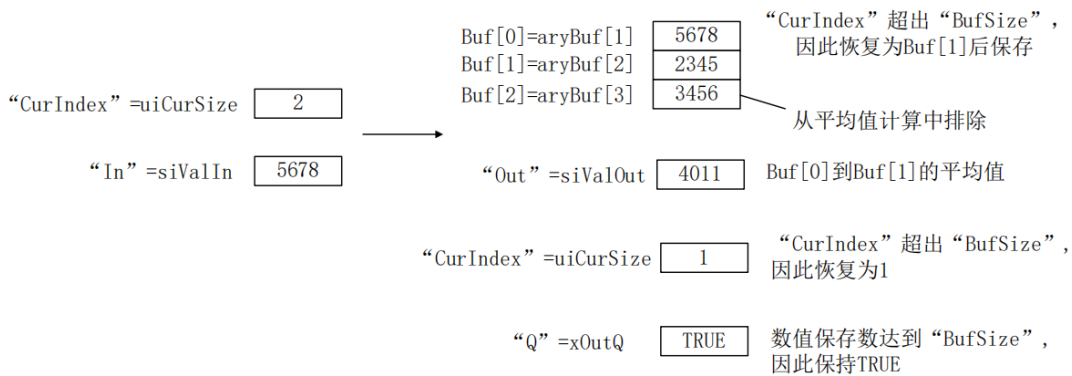 Buf[0]=aryBuf[1] 5678
“CurIndex”超出“BufSize”,
因此恢复为Buf[1]后保存
Buf[1]=aryBuf[2] 2345
Buf[2]=aryBuf[3] 3456
从平均值计算中排除
“CurIndex”=uiCurSize 2
“In”=siValIn 5678
“Out”=siValOut 4011 Buf[0]到Buf[1]的平均值
“CurIndex”=uiCurSize 1
“CurIndex”超出“BufSize”,
因此恢复为1
“Q”=xOutQ TRUE
数值保存数达到“BufSize”,
因此保持TRUE